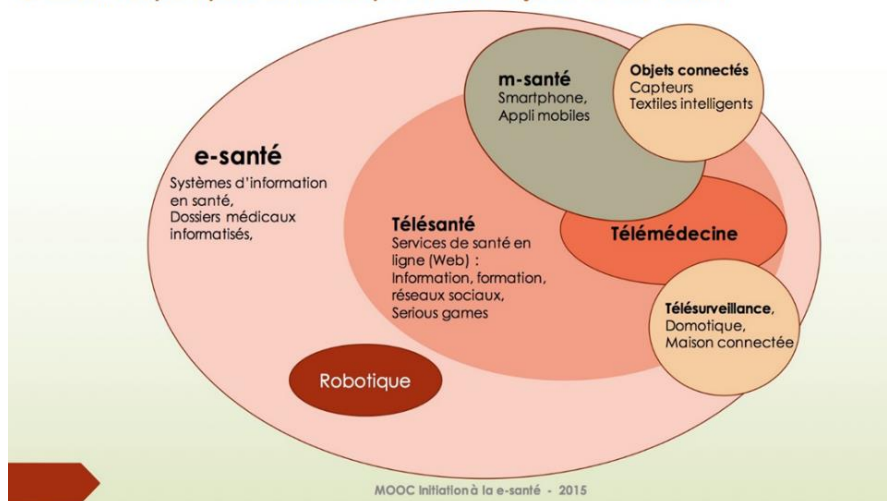 m-santé
Smartphone,
Appli mobiles
Objets connectés
Capteurs
Textiles intelligents
e-santé
Systèmes d'information
en santé,
Dossiers médicaux
informatisés,
Télésanté
Services de santé en
ligne (Web) :
Information, formation,
réseaux sociaux,
Serious games
Télémédecine
Télésurveillance,
Domotique,
Maison connectée
Robotique
MOOC Initiation à la e-santé - 2015